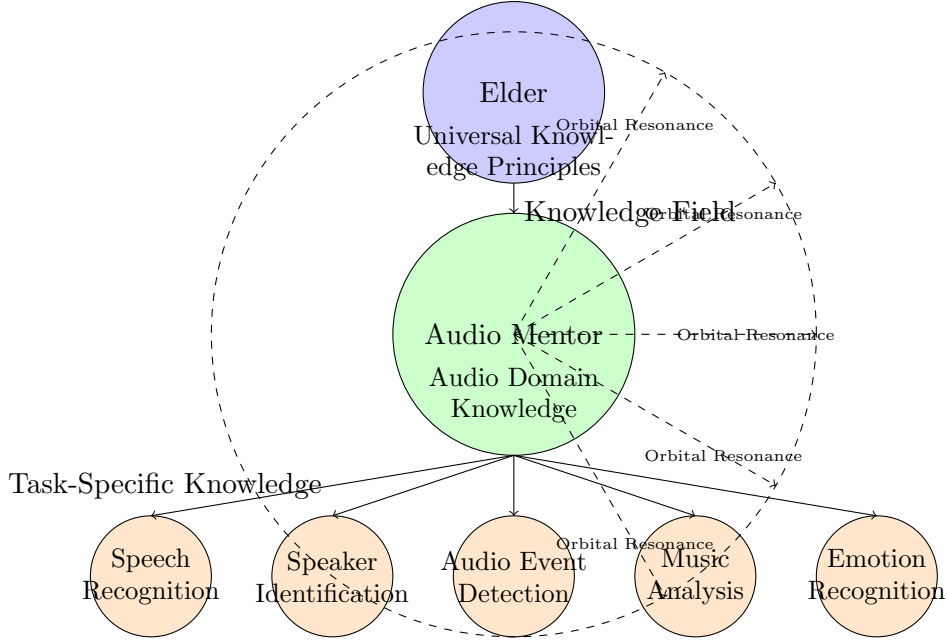 Elder
Orbital Resonance
Universal Knowl-
edge Principles
Knowledge Field
Orbital Resonance
Audio Mentor
Orbital Resonance
Audio Domain
Knowledge
Orbital Resonance
Task-Specific Knowledge
Orbital Resonance
Speech
Recognition
Speaker
Identification
Audio Event
Detection
Music
Analysis
Emotion
Recognition